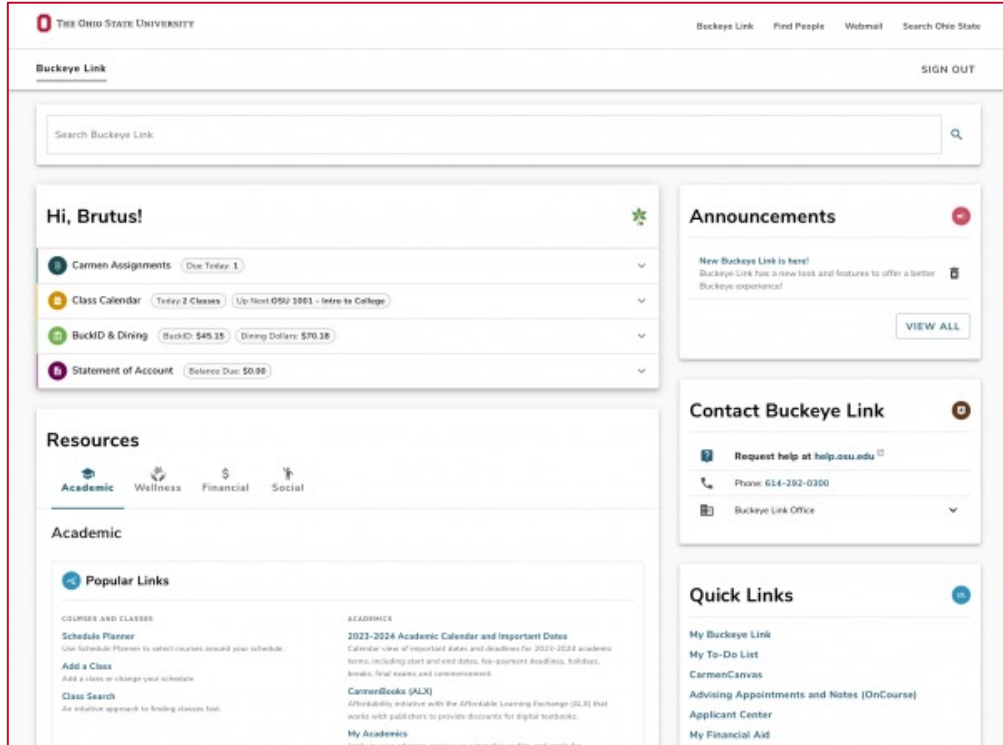 THE OHIO STATE UNIVERSITY
Buckeye Link Find People Webmail Search Ohio State
Buckeye Link SIGN OUT
Search Buckeye Link
Hi, Brutus!
Carmen Assignments Due Today: 1
Class Calendar Today: 2 Classes Up Next: OSU 1001 - Intro to College
BuckID & Dining BuckID: $45.15 Dining Dollars: $70.18
Statement of Account Balance Due: $0.00
Resources
Academic Wellness Financial Social
Academic
Popular Links
COURSES AND CLASSES
Schedule Planner
Use Schedule Planner to select courses around your schedule.
Add a Class
Add a class or change your schedule.
Class Search
An intuitive approach to finding classes fast.
ACADEMICS
2023-2024 Academic Calendar and Important Dates
Calendar view of important dates and deadlines for 2023-2024 academic
terms, including start and end dates, fee-payment deadlines, holidays,
breaks, final exams and commencement.
CarmenBooks (ALX)
Affordability initiative with the Affordable Learning Exchange (ALX) that
works with publishers to provide discounts for digital textbooks.
My Academics
Announcements
New Buckeye Link is here!
Buckeye Link has a new look and features to offer a better
Buckeye experience!
VIEW ALL
Contact Buckeye Link
Request help at help.osu.edu
Phone: 614-292-0300
Buckeye Link Office
Quick Links
My Buckeye Link
My To-Do List
CarmenCanvas
Advising Appointments and Notes (OnCourse)
Applicant Center
My Financial Aid